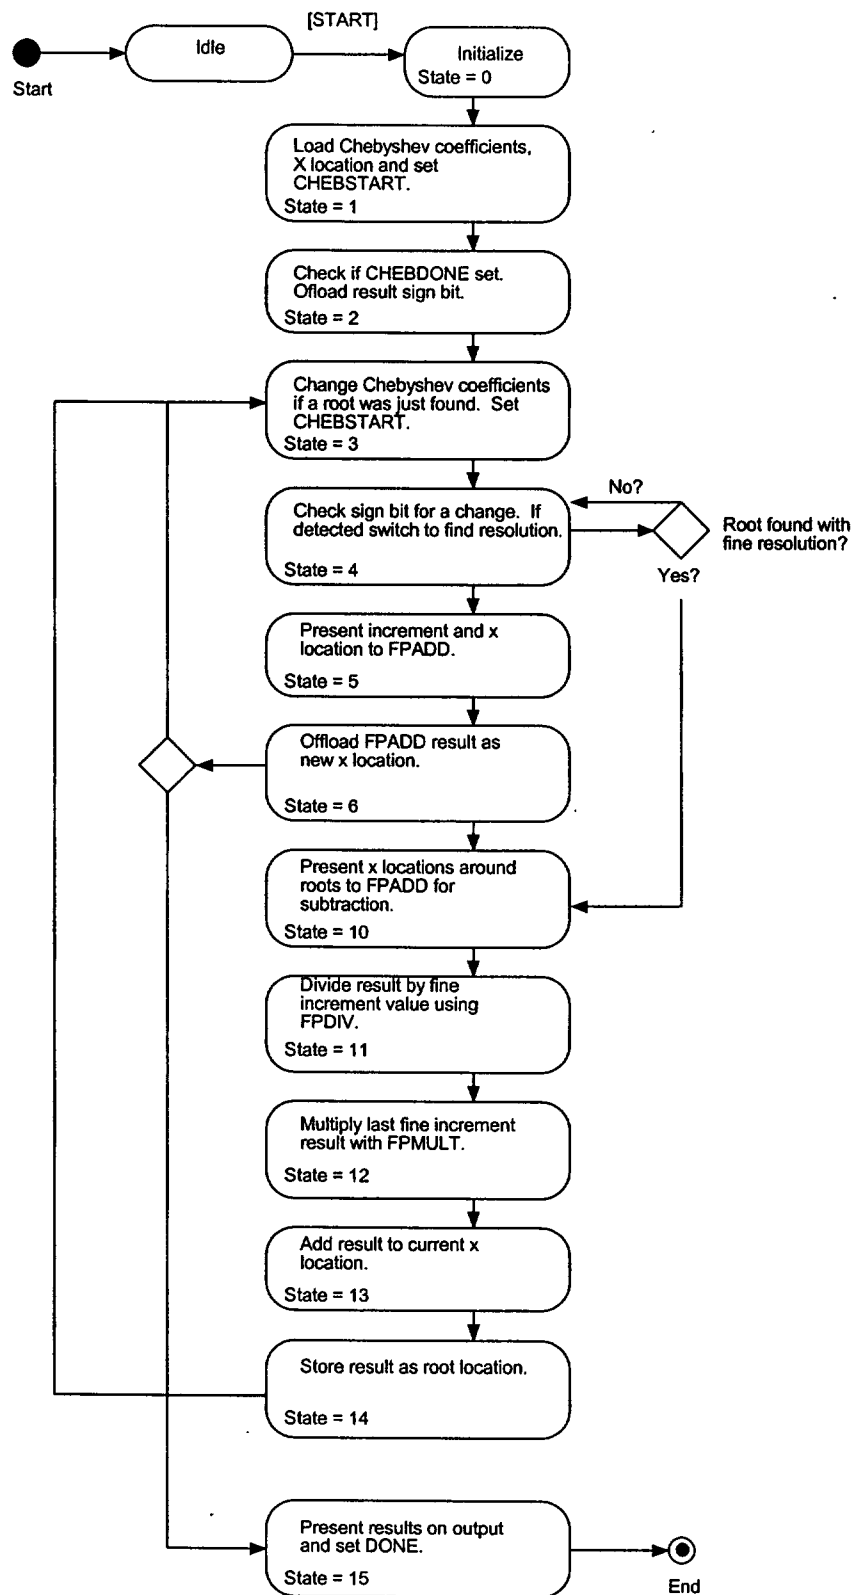 [START]
Idle
Initialize
State = 0
Start
Load Chebyshev coefficients,
X location and set
CHEBSTART.
State = 1
Check if CHEBDONE set.
Ofload result sign bit.
State = 2
Change Chebyshev coefficients
if a root was just found. Set
CHEBSTART.
State = 3
No?
Check sign bit for a change. If
detected switch to find resolution.
State = 4
Root found with
fine resolution?
Yes?
Present increment and x
location to FPADD.
State = 5
Offload FPADD result as
new x location.
State = 6
Present x locations around
roots to FPADD for
subtraction.
State = 10
Divide result by fine
increment value using
FPDIV.
State = 11
Multiply last fine increment
result with FPMULT.
State = 12
Add result to current x
location.
State = 13
Store result as root location.
State = 14
Present results on output
and set DONE.
State = 15
End